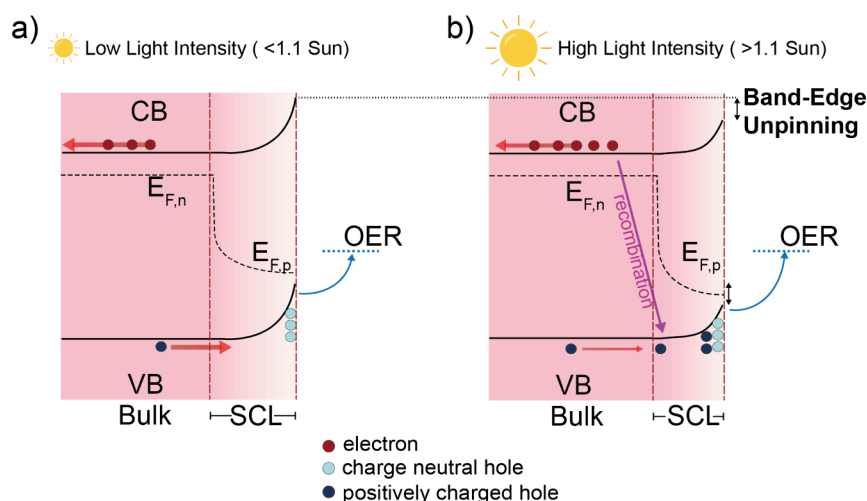 a)
Low Light Intensity ( <1.1 Sun)
CB
E_F,n
E_F,p
OER
VB
Bulk
SCL
b)
High Light Intensity ( >1.1 Sun)
Band-Edge
Unpinning
CB
E_F,n
recombination
E_F,p
OER
VB
Bulk
SCL
electron
charge neutral hole
positively charged hole